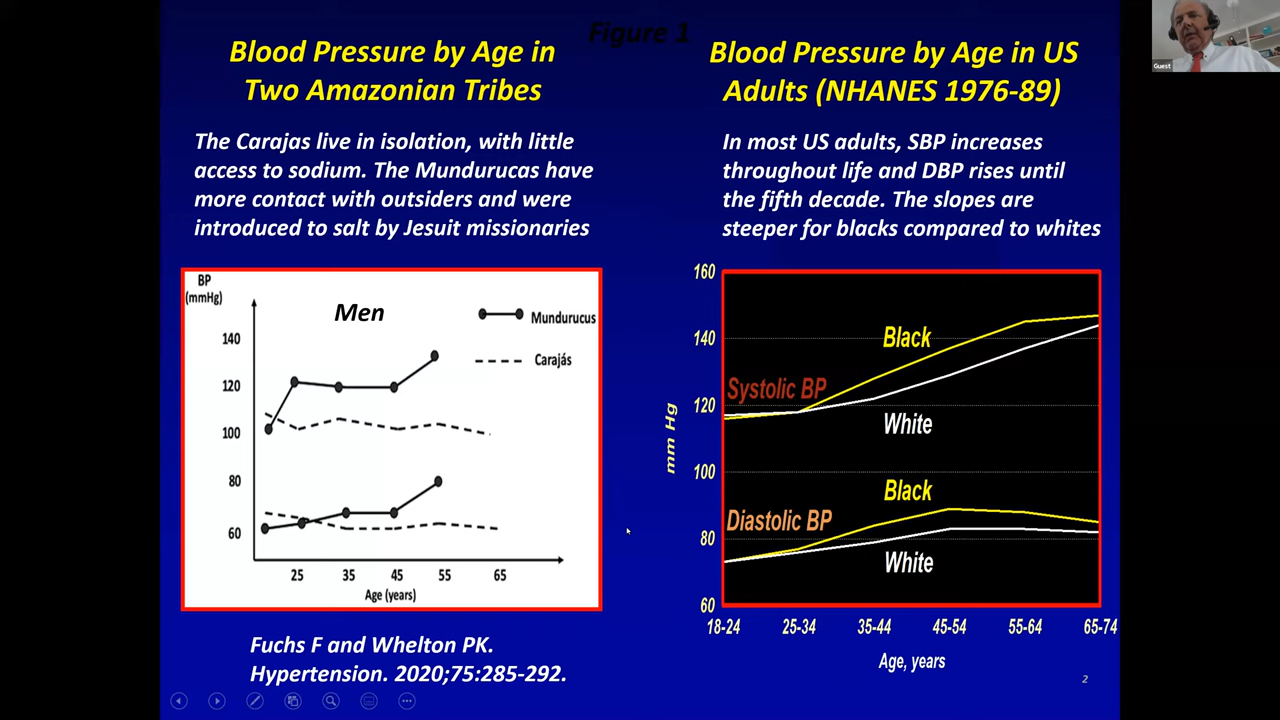 Figure 1
Blood Pressure by Age in
Two Amazonian Tribes
The Carajas live in isolation, with little
access to sodium. The Mundurucas have
more contact with outsiders and were
introduced to salt by Jesuit missionaries
BP
(mmHg)
Men
Mundurucus
Carajás
140
120
100
80
60
25 35 45 55 65
Age (years)
Fuchs F and Whelton PK.
Hypertension. 2020;75:285-292.
Blood Pressure by Age in US
Adults (NHANES 1976-89)
In most US adults, SBP increases
throughout life and DBP rises until
the fifth decade. The slopes are
steeper for blacks compared to whites
160
140
120
100
80
60
mm Hg
Black
Systolic BP
White
Black
Diastolic BP
White
18-24 25-34 35-44 45-54 55-64 65-74
Age, years
2
Guest